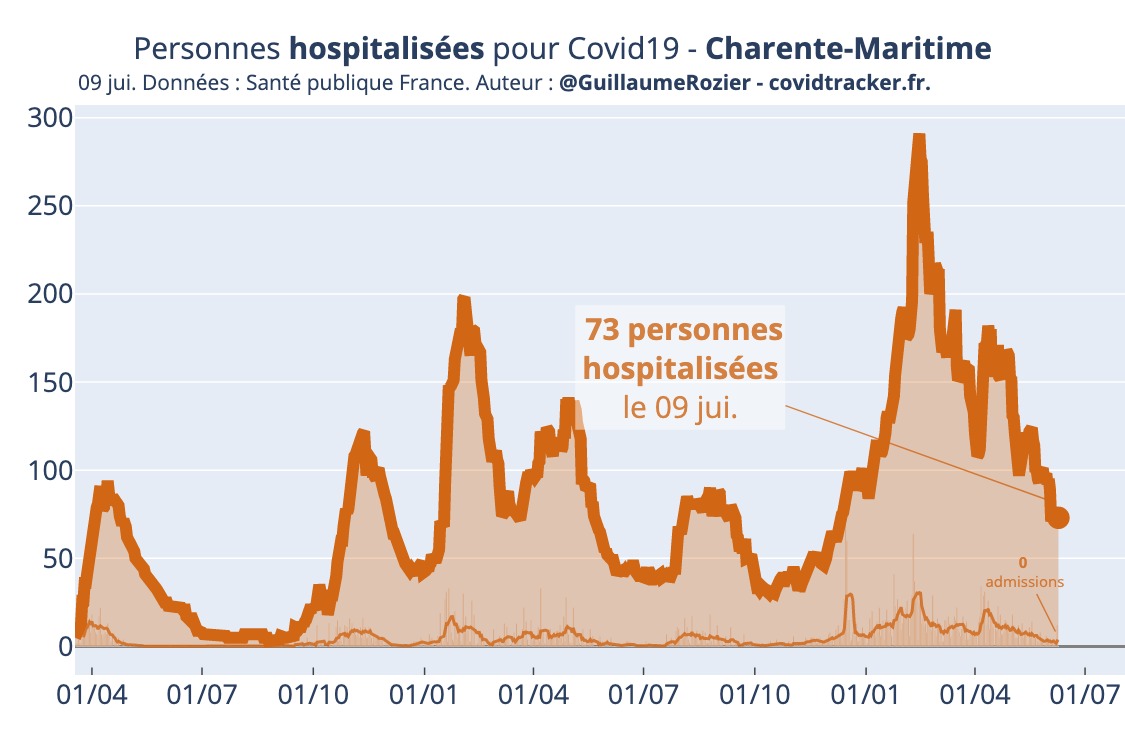 Personnes hospitalisées pour Covid19 - Charente-Maritime
09 jui. Données : Santé publique France. Auteur : @GuillaumeRozier - covidtracker.fr.
300
250
200
150
100
50
0
73 personnes
hospitalisées
le 09 jui.
0
admissions
01/04 01/07 01/10 01/01 01/04 01/07 01/10 01/01 01/04 01/07